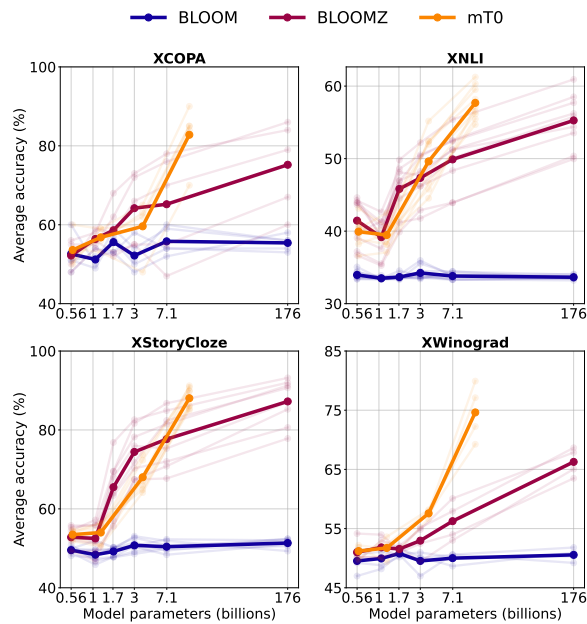 BLOOM BLOOMZ mT0
XCOPA
Average accuracy (%)
100
80
60
40
0.56 1 1.7 3 7.1 176
XNLI
60
50
40
30
0.56 1 1.7 3 7.1 176
XStoryCloze
Average accuracy (%)
100
80
60
40
0.56 1 1.7 3 7.1 176
Model parameters (billions)
XWinograd
85
75
65
55
45
0.56 1 1.7 3 7.1 176
Model parameters (billions)